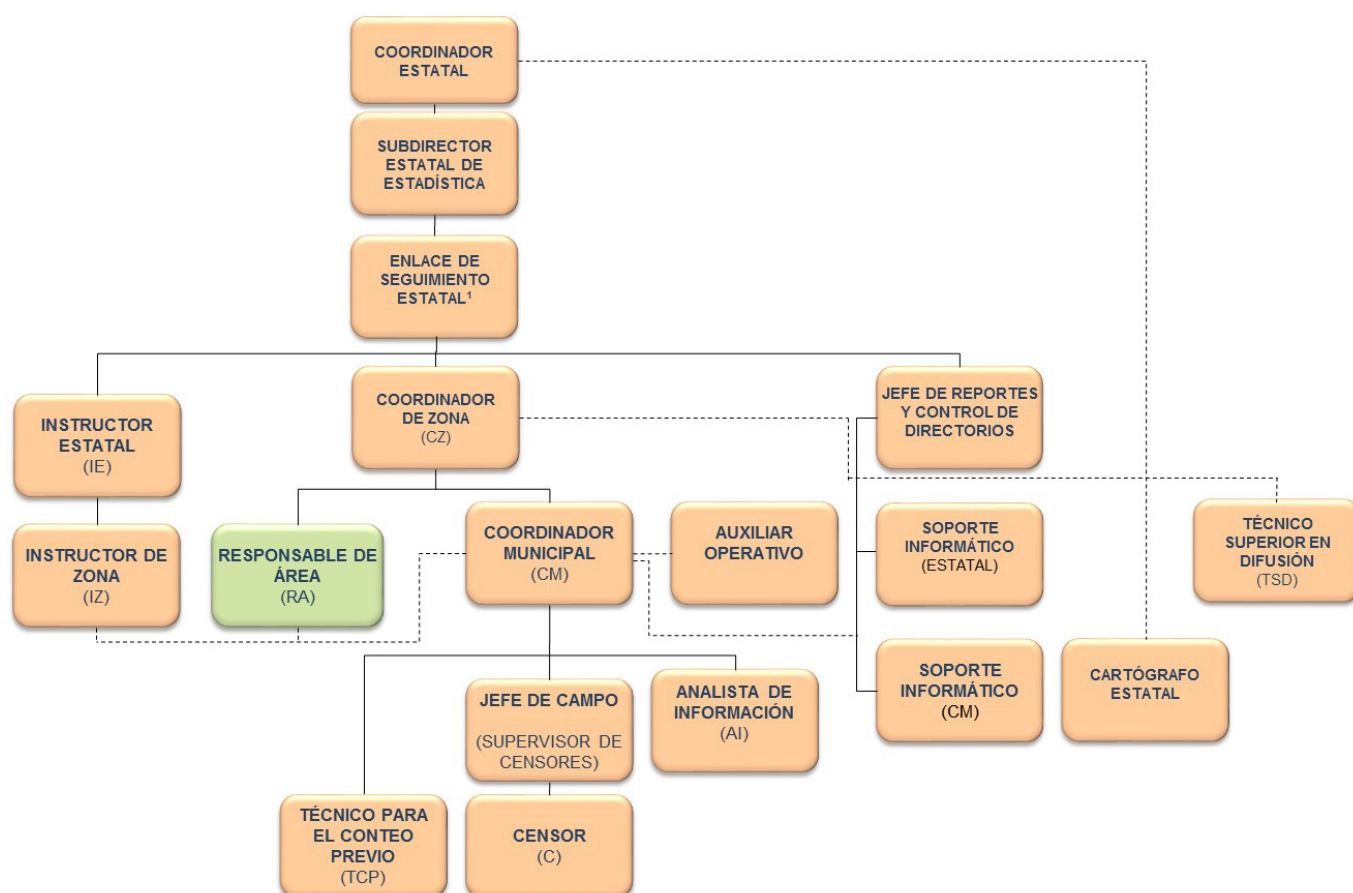 COORDINADOR
ESTATAL
SUBDIRECTOR
ESTATAL DE
ESTADÍSTICA
ENLACE DE
SEGUIMIENTO
ESTATAL¹
INSTRUCTOR
ESTATAL
(IE)
COORDINADOR
DE ZONA
(CZ)
JEFE DE REPORTES
Y CONTROL DE
DIRECTORIOS
INSTRUCTOR DE
ZONA
(IZ)
RESPONSABLE DE
ÁREA
(RA)
COORDINADOR
MUNICIPAL
(CM)
AUXILIAR
OPERATIVO
SOPORTE
INFORMÁTICO
(ESTATAL)
TÉCNICO
SUPERIOR EN
DIFUSIÓN
(TSD)
JEFE DE CAMPO
(SUPERVISOR DE
CENSORES)
ANALISTA DE
INFORMACIÓN
(AI)
SOPORTE
INFORMÁTICO
(CM)
CARTÓGRAFO
ESTATAL
TÉCNICO PARA
EL CONTEO
PREVIO
(TCP)
CENSOR
(C)